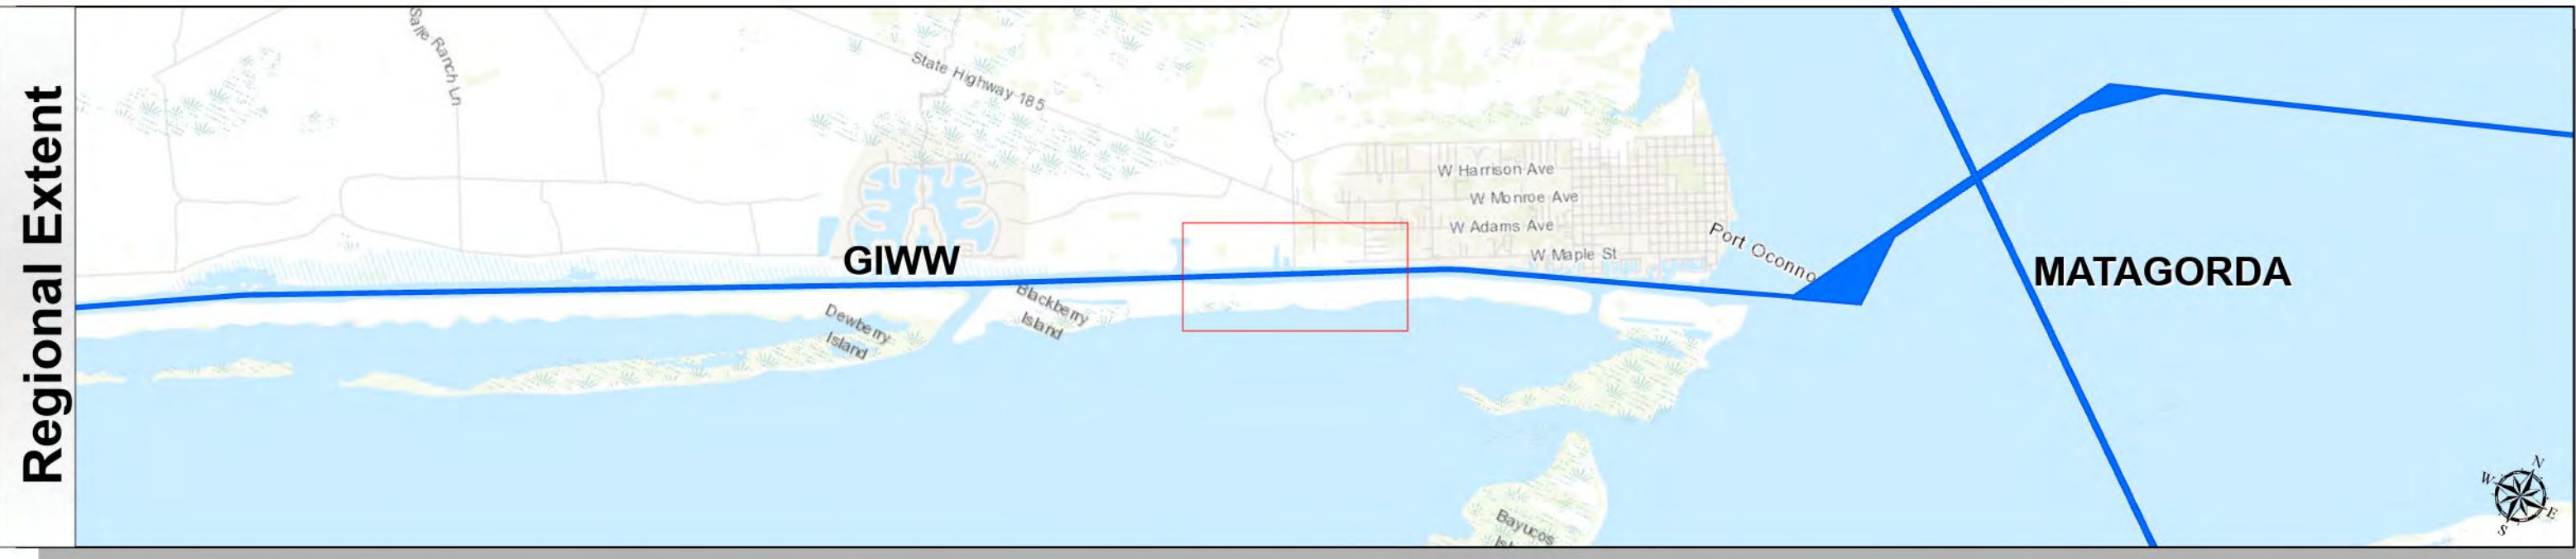 Regional Extent
Salle Ranch Ln
State Highway 185
W Harrison Ave
W Monroe Ave
W Adams Ave
W Maple St
Port Oconno
GIWW
MATAGORDA
Blackberry
Island
Dewberry
Island
Bayucos
N
W
E
S